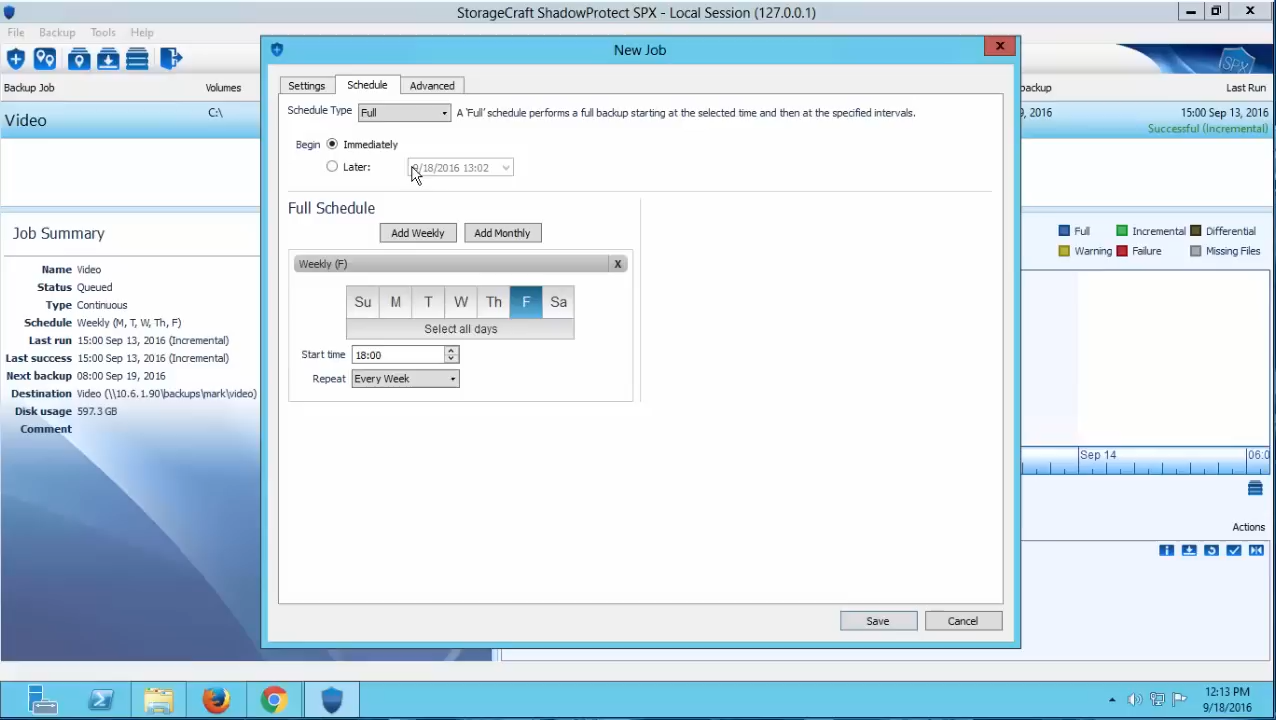 StorageCraft ShadowProtect SPX - Local Session (127.0.0.1)
File Backup Tools Help
New Job
X
Backup Job Volumes
Last Run
Video C:\
15:00 Sep 13, 2016
Successful (Incremental)
Settings Schedule Advanced
Schedule Type Full A 'Full' schedule performs a full backup starting at the selected time and then at the specified intervals.
Begin Immediately
Later: 9/18/2016 13:02
Full Schedule
Add Weekly Add Monthly
Weekly (F) X
Su M T W Th F Sa
Select all days
Start time 18:00
Repeat Every Week
Save Cancel
Job Summary
Name Video
Status Queued
Type Continuous
Schedule Weekly (M, T, W, Th, F)
Last run 15:00 Sep 13, 2016 (Incremental)
Last success 15:00 Sep 13, 2016 (Incremental)
Next backup 08:00 Sep 19, 2016
Destination Video (\\10.6.1.90\backups\mark\video)
Disk usage 597.3 GB
Comment
Full Incremental Differential
Warning Failure Missing Files
Sep 14
Actions
SPX
12:13 PM
9/18/2016